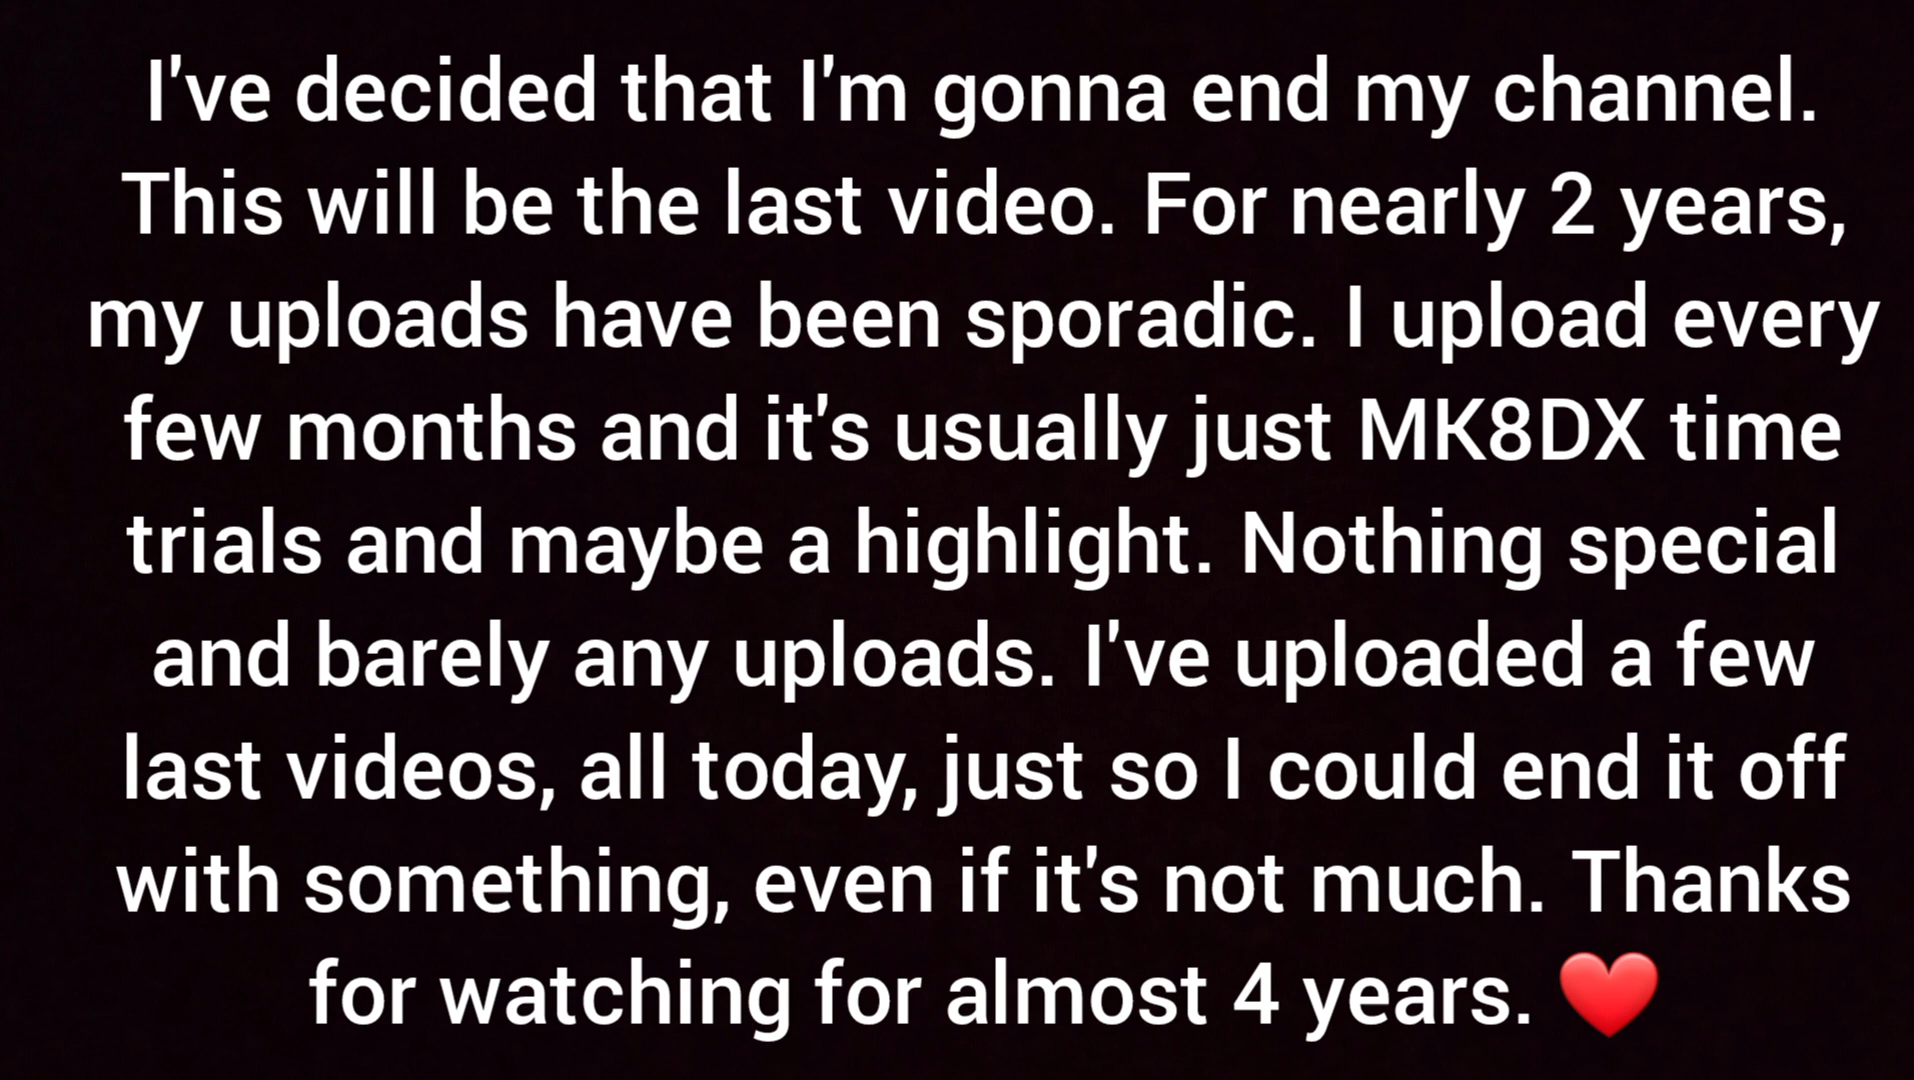 I've decided that I'm gonna end my channel.
This will be the last video. For nearly 2 years,
my uploads have been sporadic. I upload every
few months and it's usually just MK8DX time
trials and maybe a highlight. Nothing special
and barely any uploads. I've uploaded a few
last videos, all today, just so I could end it off
with something, even if it's not much. Thanks
for watching for almost 4 years. ❤️